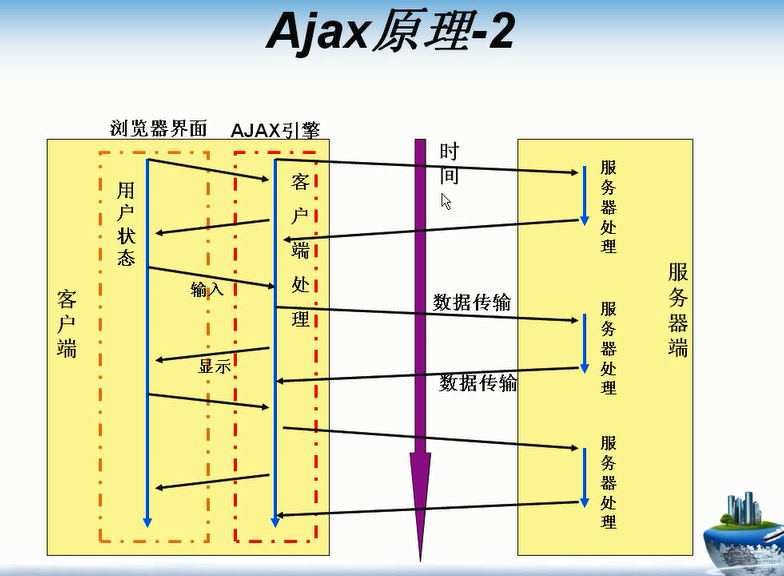 Ajax原理-2
浏览器界面
AJAX引擎
时间
用户状态
客户端处理
服务器处理
客户端
服务器端
输入
数据传输
服务器处理
显示
数据传输
服务器处理